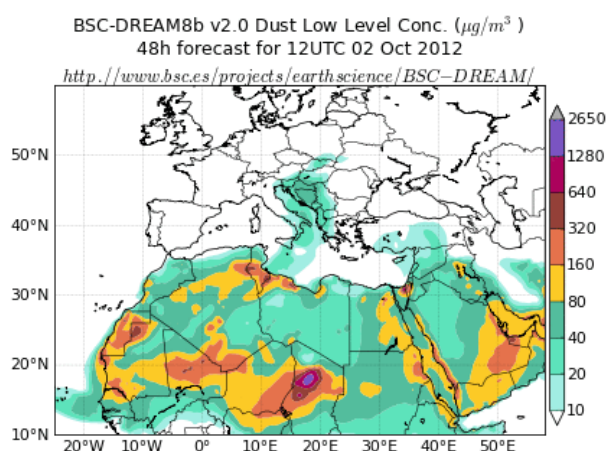 BSC-DREAM8b v2.0 Dust Low Level Conc. (μg/m³ )
48h forecast for 12UTC 02 Oct 2012
http.//www.bsc.es/projects/earthscience/BSC−DREAM/
50°N
40°N
30°N
20°N
10°N
20°W 10°W 0° 10°E 20°E 30°E 40°E 50°E
2650
1280
640
320
160
80
40
20
10